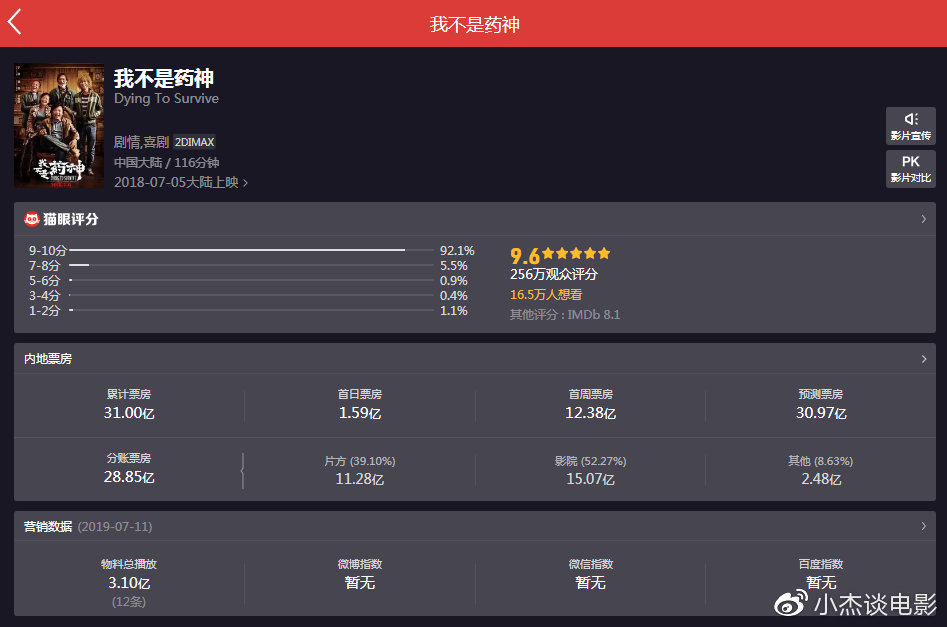 我不是药神
我不是药神
Dying To Survive
剧情,喜剧 2DIMAX
中国大陆 / 116分钟
2018-07-05大陆上映
影片宣传
PK
影片对比
我不是药神
猫眼评分
9-10分 92.1%
7-8分 5.5%
5-6分 0.9%
3-4分 0.4%
1-2分 1.1%
9.6
256万观众评分
16.5万人想看
其他评分 : IMDb 8.1
内地票房
累计票房 首日票房 首周票房 预测票房
31.00亿 1.59亿 12.38亿 30.97亿
分账票房 片方 (39.10%) 影院 (52.27%) 其他 (8.63%)
28.85亿 11.28亿 15.07亿 2.48亿
营销数据 (2019-07-11)
物料总播放 微博指数 微信指数 百度指数
3.10亿 暂无 暂无 暂无
(12条)
小杰谈电影